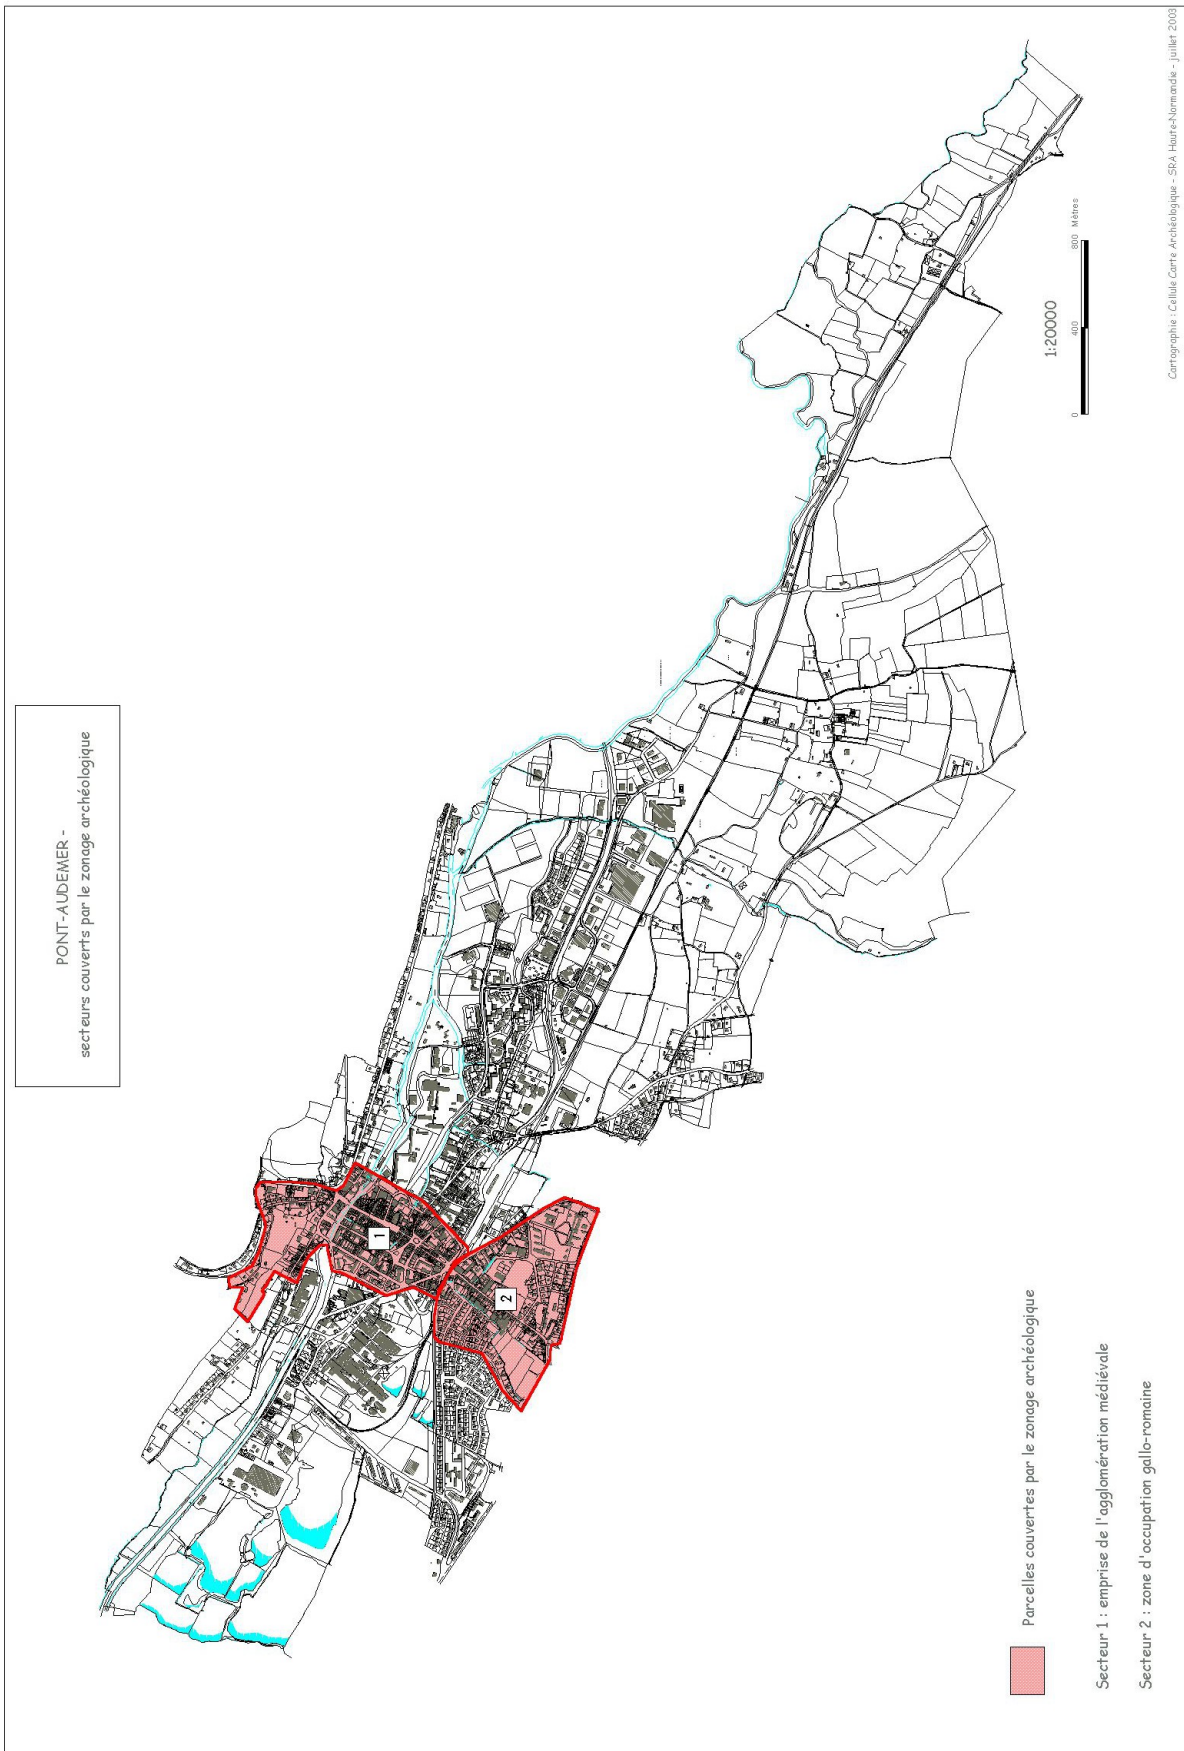 PONT-AUDEMER -
secteurs couverts par le zonage archéologique
1
2
1:20000
0 400 800 Mètres
Parcelles couvertes par le zonage archéologique
Secteur 1 : emprise de l'agglomération médiévale
Secteur 2 : zone d'occupation gallo-romaine
Cartographie : Cellule Carte Archéologique - SRA Haute-Normandie - juillet 2003